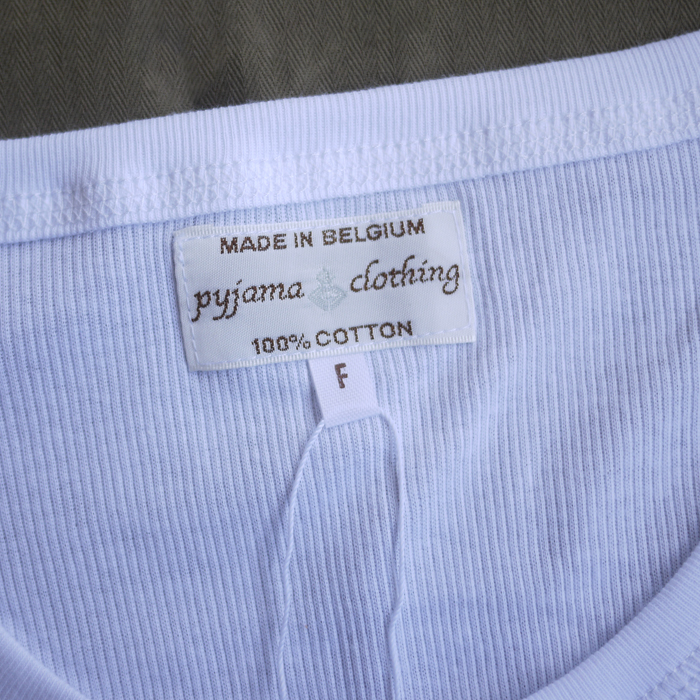 MADE IN BELGIUM
pyjama clothing
100% COTTON
F